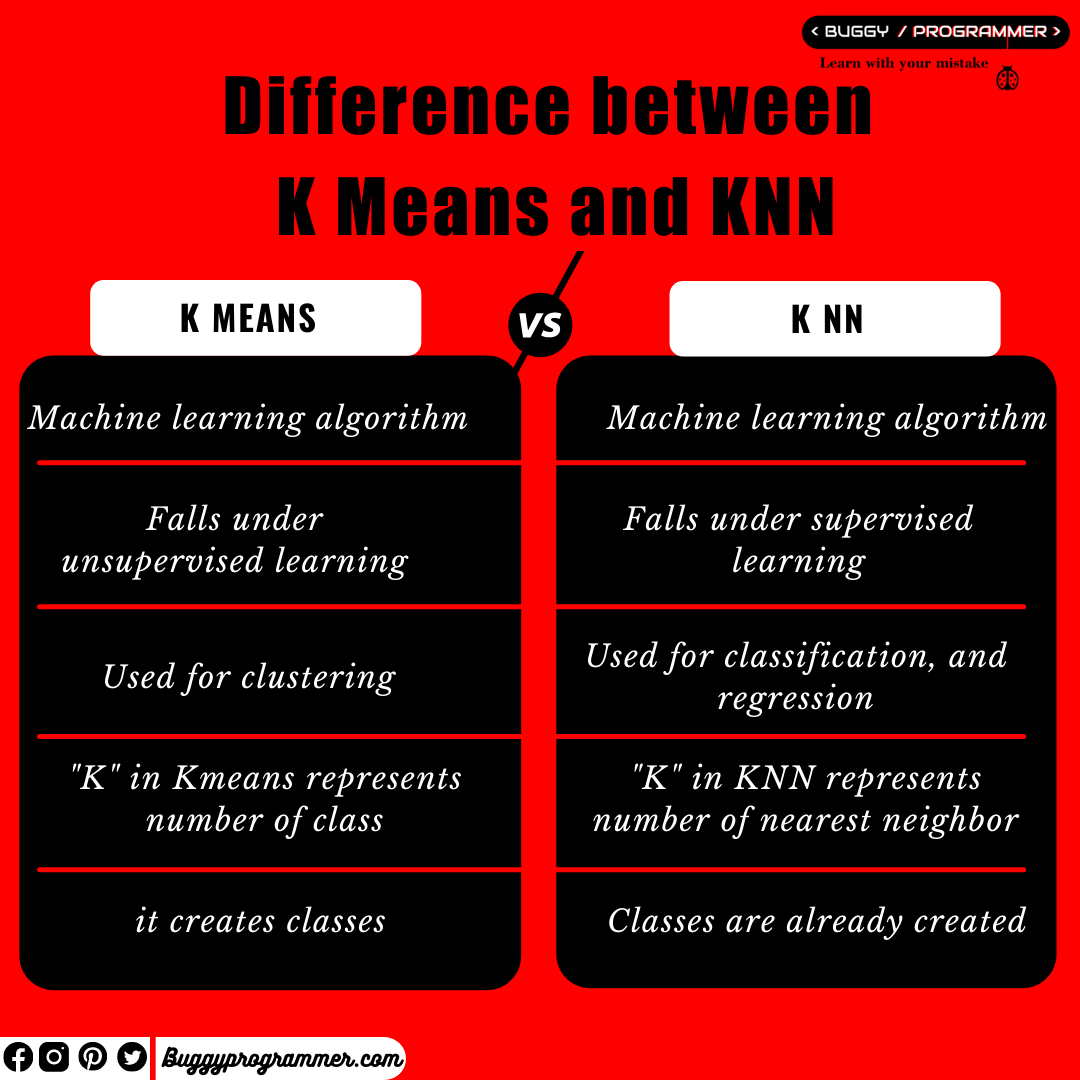 < BUGGY / PROGRAMMER >
Learn with your mistake
Difference between
K Means and KNN
K MEANS
VS
K NN
Machine learning algorithm
Machine learning algorithm
Falls under
unsupervised learning
Falls under supervised
learning
Used for clustering
Used for classification, and
regression
"K" in Kmeans represents
number of class
"K" in KNN represents
number of nearest neighbor
it creates classes
Classes are already created
Buggyprogrammer.com